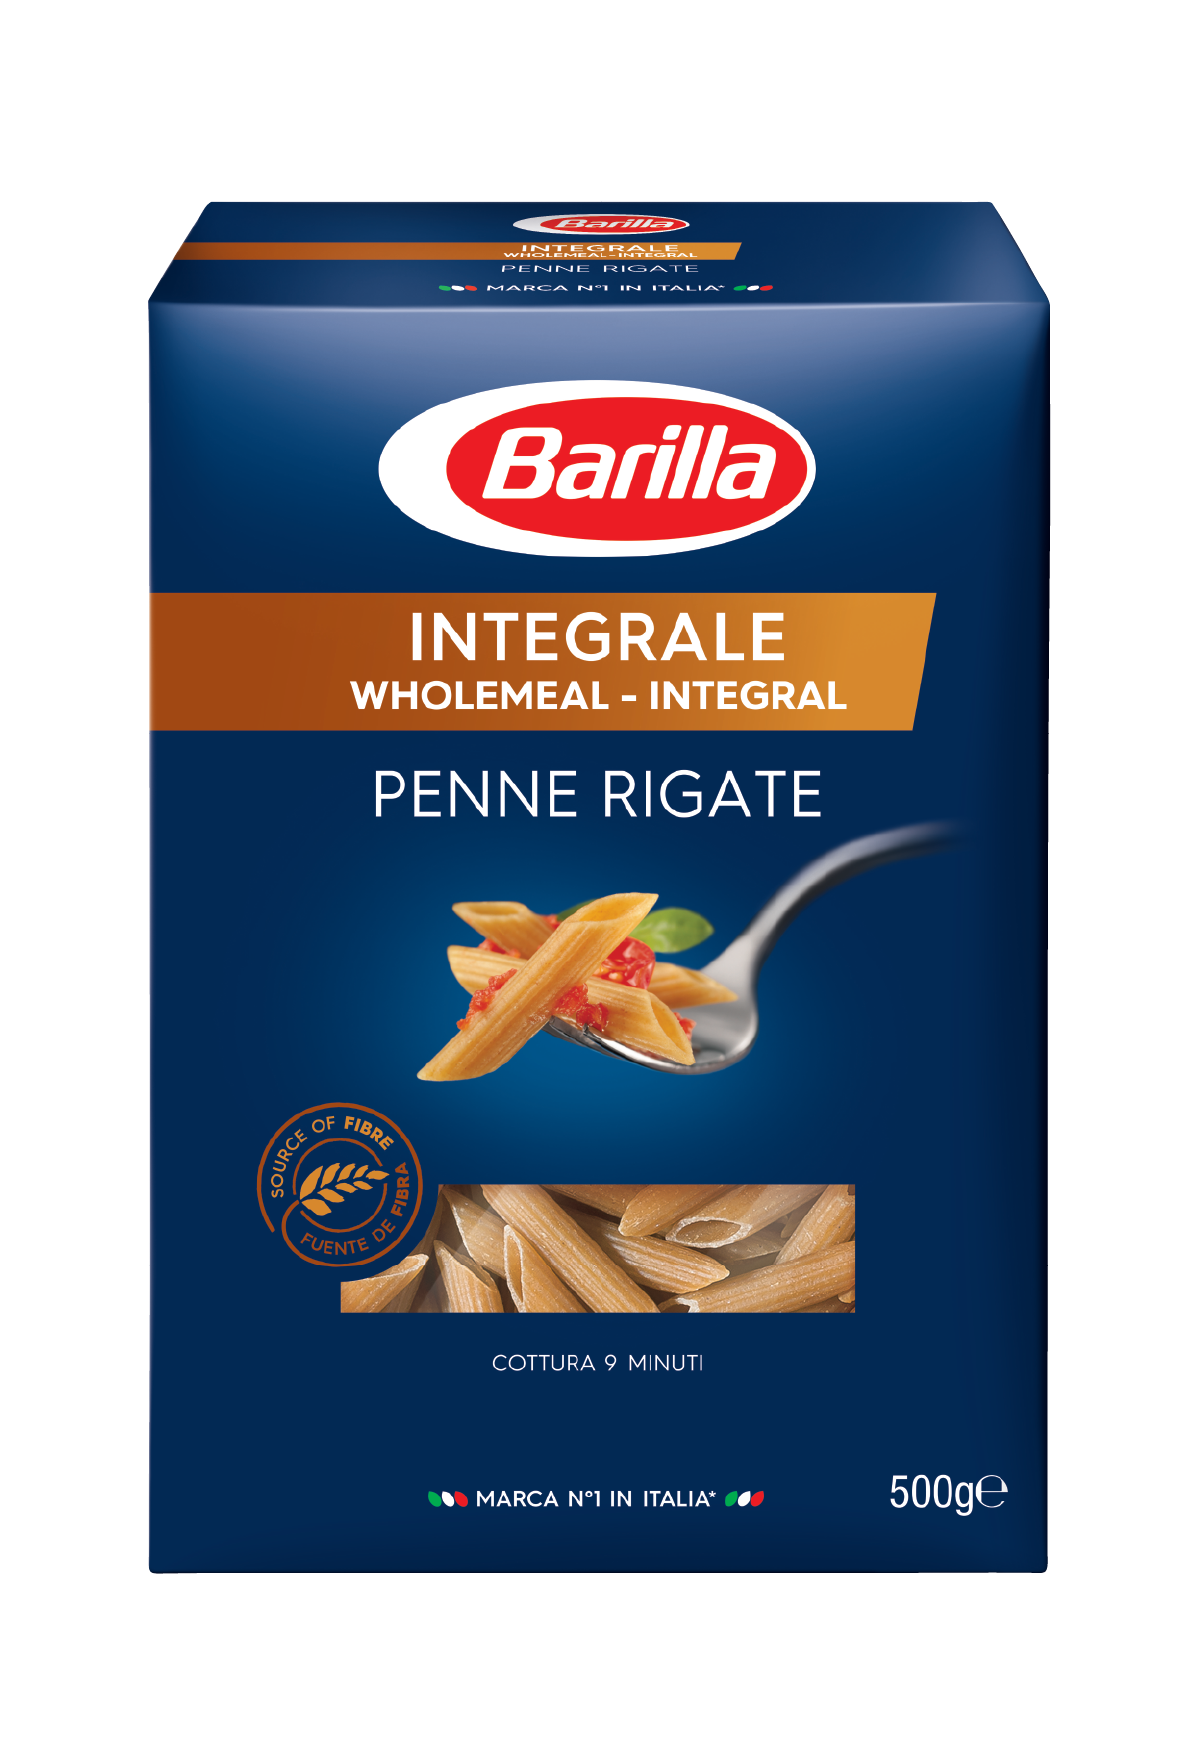 Barilla
INTEGRALE
WHOLEMEAL-INTEGRAL
PENNE RIGATE
MARCA N°1 IN ITALIA*
Barilla
INTEGRALE
WHOLEMEAL - INTEGRAL
PENNE RIGATE
SOURCE OF FIBRE
FUENTE DE FIBRA
COTTURA 9 MINUTI
MARCA N°1 IN ITALIA*
500g℮